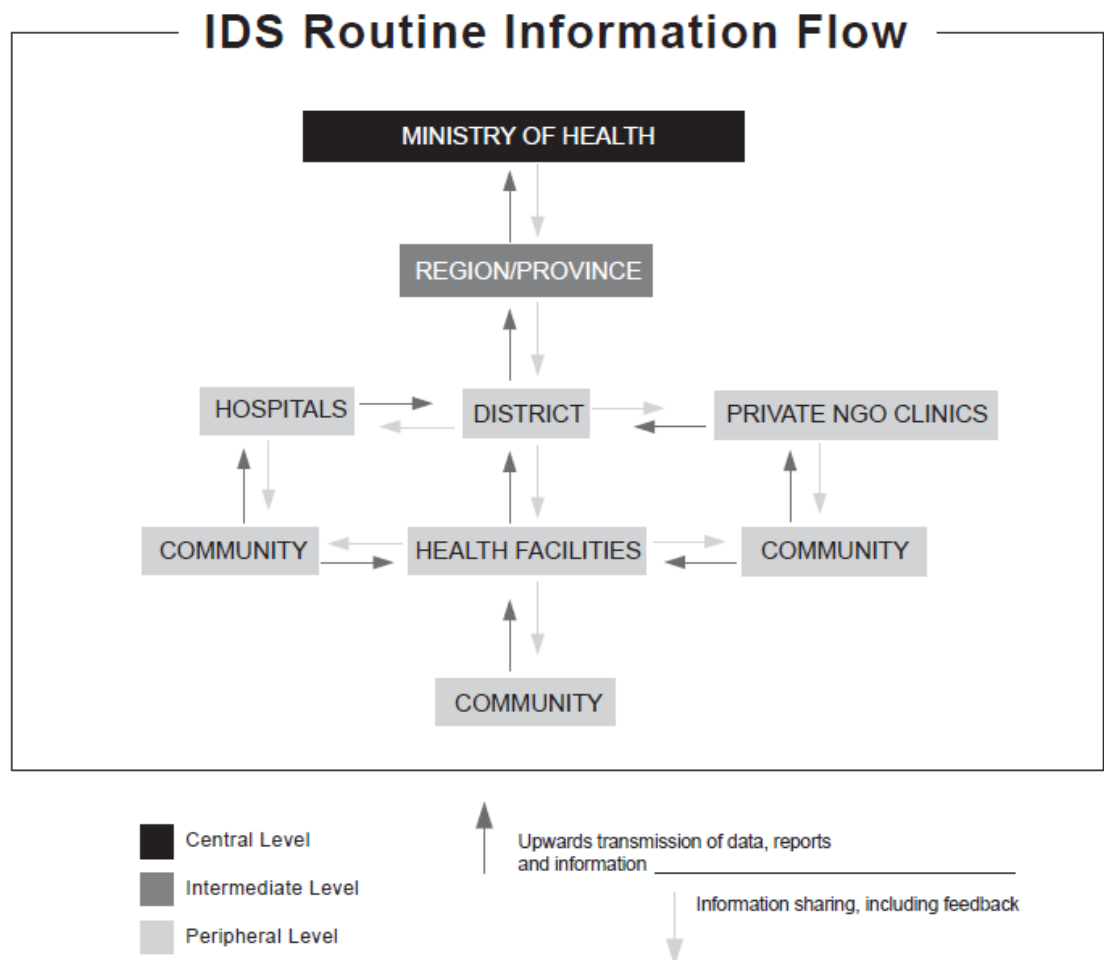 IDS Routine Information Flow
MINISTRY OF HEALTH
REGION/PROVINCE
HOSPITALS
DISTRICT
PRIVATE NGO CLINICS
COMMUNITY
HEALTH FACILITIES
COMMUNITY
COMMUNITY
Central Level
Intermediate Level
Peripheral Level
Upwards transmission of data, reports
and information
Information sharing, including feedback